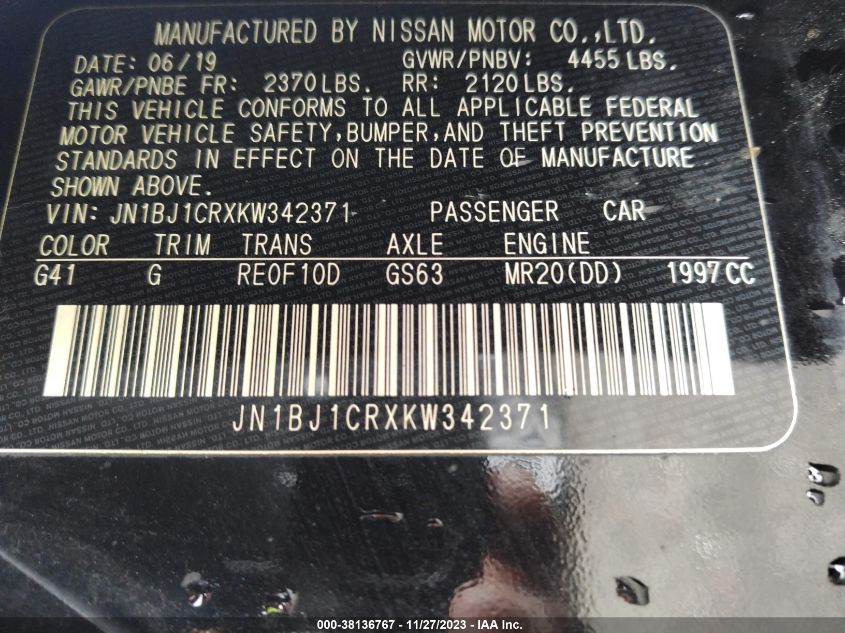 MANUFACTURED BY NISSAN MOTOR CO.,LTD.
DATE: 06/19 GVWR/PNBV: 4455 LBS.
GAWR/PNBE FR: 2370 LBS. RR: 2120 LBS.
THIS VEHICLE CONFORMS TO ALL APPLICABLE FEDERAL
MOTOR VEHICLE SAFETY,BUMPER,AND THEFT PREVENTION
STANDARDS IN EFFECT ON THE DATE OF MANUFACTURE
SHOWN ABOVE.
VIN: JN1BJ1CRXKW342371 PASSENGER CAR
COLOR TRIM TRANS AXLE ENGINE
G41 G RE0F10D GS63 MR20(DD) 1997 CC
JN1BJ1CRXKW342371
000-38136767 - 11/27/2023 - IAA Inc.